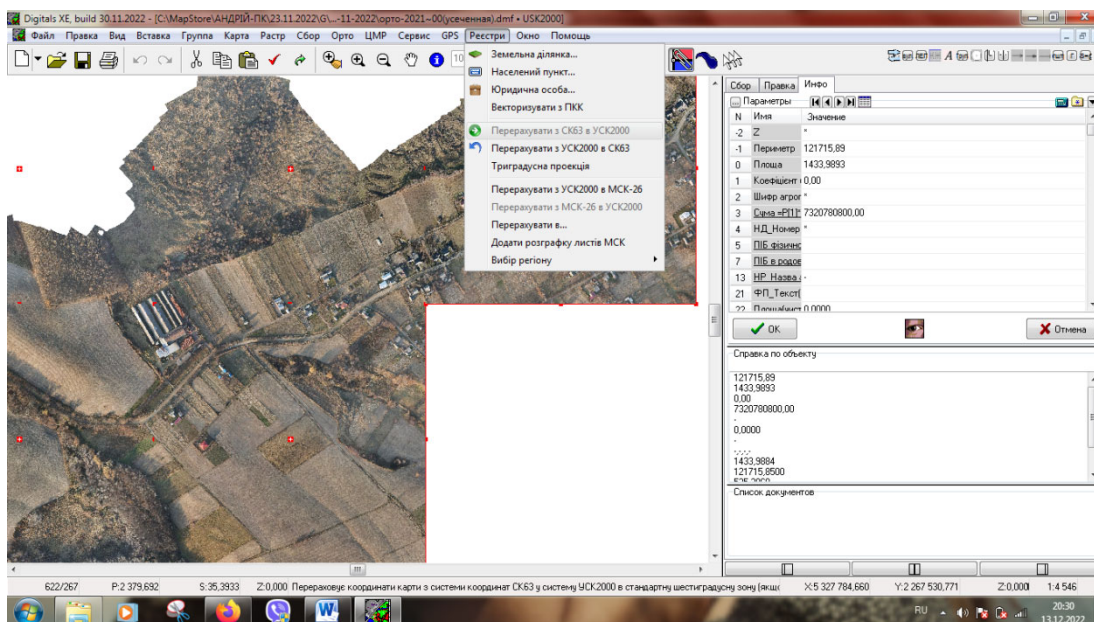 Digitals XE, build 30.11.2022 - [C:\MapStore\АНДРІЙ-ПК\23.11.2022\G\...-11-2022\орто-2021~00(усеченная).dmf • USK2000]
Файл Правка Вид Вставка Группа Карта Растр Сбор Орто ЦМР Сервис GPS Реєстри Окно Помощь
Земельна ділянка...
Населений пункт...
Юридична особа...
Векторизувати з ПКК
Перерахувати з СК63 в УСК2000
Перерахувати з УСК2000 в СК63
Триградусна проекція
Перерахувати з УСК2000 в МСК-26
Перерахувати з МСК-26 в УСК2000
Перерахувати в...
Додати розграфку листів МСК
Вибір регіону
Сбор Правка Инфо
Параметры
N Имя Значение
-2 Z *
-1 Периметр 121715,89
0 Площа 1433,9893
1 Коефіціент 0,00
2 Шифр агрог *
3 Сума =P[1]* 7320780800,00
4 НД_Номер *
5 ПІБ фізичнс
7 ПІБ в родов
13 НР_Назва -
21 ФП_Текст(
22 0,0000
OK Отмена
Справка по объекту
121715,89
1433,9893
0,00
7320780800,00
-
0,0000
-
-,-,-,-
1433,9884
121715,8500
Список документов
622/267 P:2 379,692 S:35,3933 Z:0,000 Перераховує координати карти з системи координат СК63 у систему УСК2000 в стандартну шестиградусну зону (якщо X:5 327 784,660 Y:2 267 530,771 Z:0,000 1:4 546
RU 20:30
13.12.2022